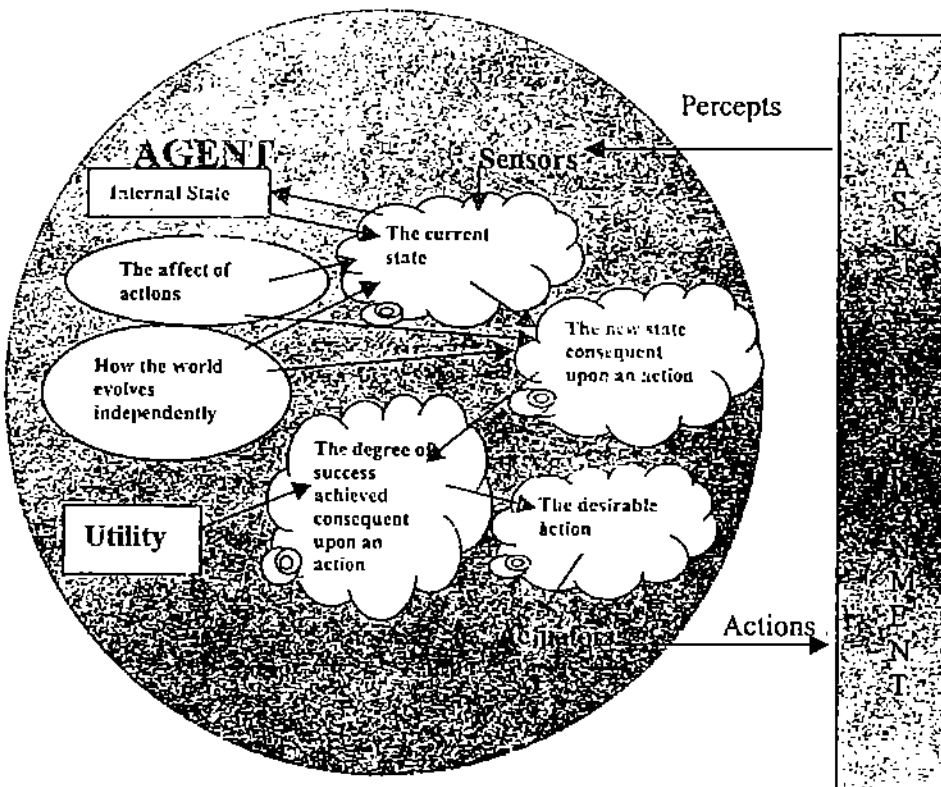 Percepts
AGENT
Sensors
Internal State
The current
state
The affect of
actions
The new state
consequent
upon an action
How the world
evolves
independently
The degree of
success
achieved
consequent
upon an
action
The desirable
action
Utility
Actions
T
A
S
K
M
E
N
T